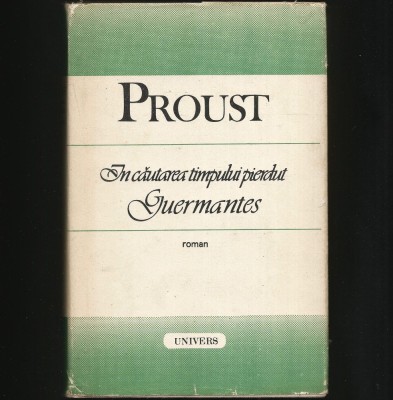 PROUST
In căutarea timpului pierdut
Guermantes
roman
UNIVERS